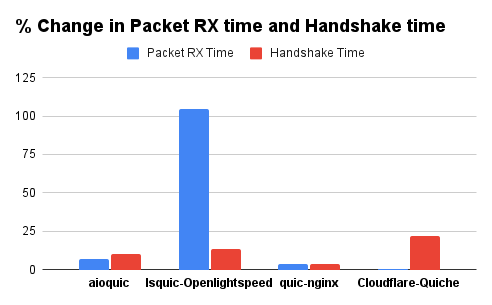 % Change in Packet RX time and Handshake time
Packet RX Time Handshake Time
125
100
75
50
25
0
aioquic lsquic-Openlightspeed quic-nginx Cloudflare-Quiche